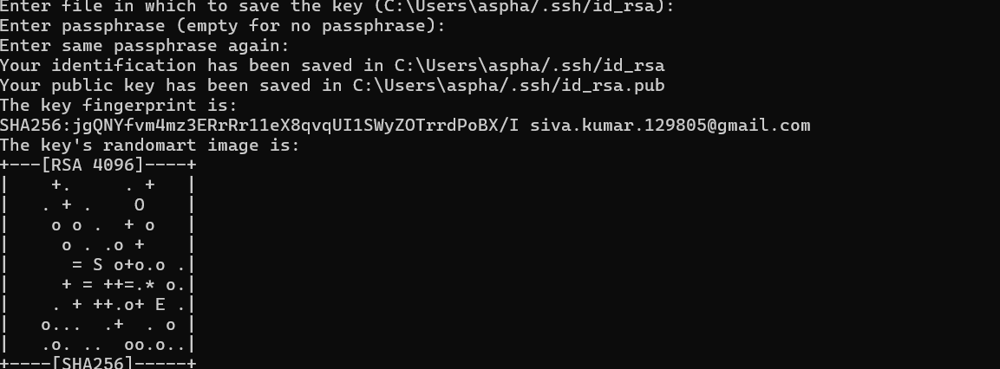 Enter file in which to save the key (C:\Users\aspha/.ssh/id_rsa):
Enter passphrase (empty for no passphrase):
Enter same passphrase again:
Your identification has been saved in C:\Users\aspha/.ssh/id_rsa
Your public key has been saved in C:\Users\aspha/.ssh/id_rsa.pub
The key fingerprint is:
SHA256:jgQNYfvm4mz3ERrRr11eX8qvqUI1SWyZOTrrdPoBX/I siva.kumar.129805@gmail.com
The key's randomart image is:
+---[RSA 4096]----+
|    +.     . +   |
|   . + .    O    |
|    o o .  + o   |
|     o . .o +    |
|      = S o+o.o .|
|     + = ++=.* o.|
|    . + ++.o+ E .|
|   o...  .+  . o |
|   .o. ..  oo.o..|
+----[SHA256]-----+